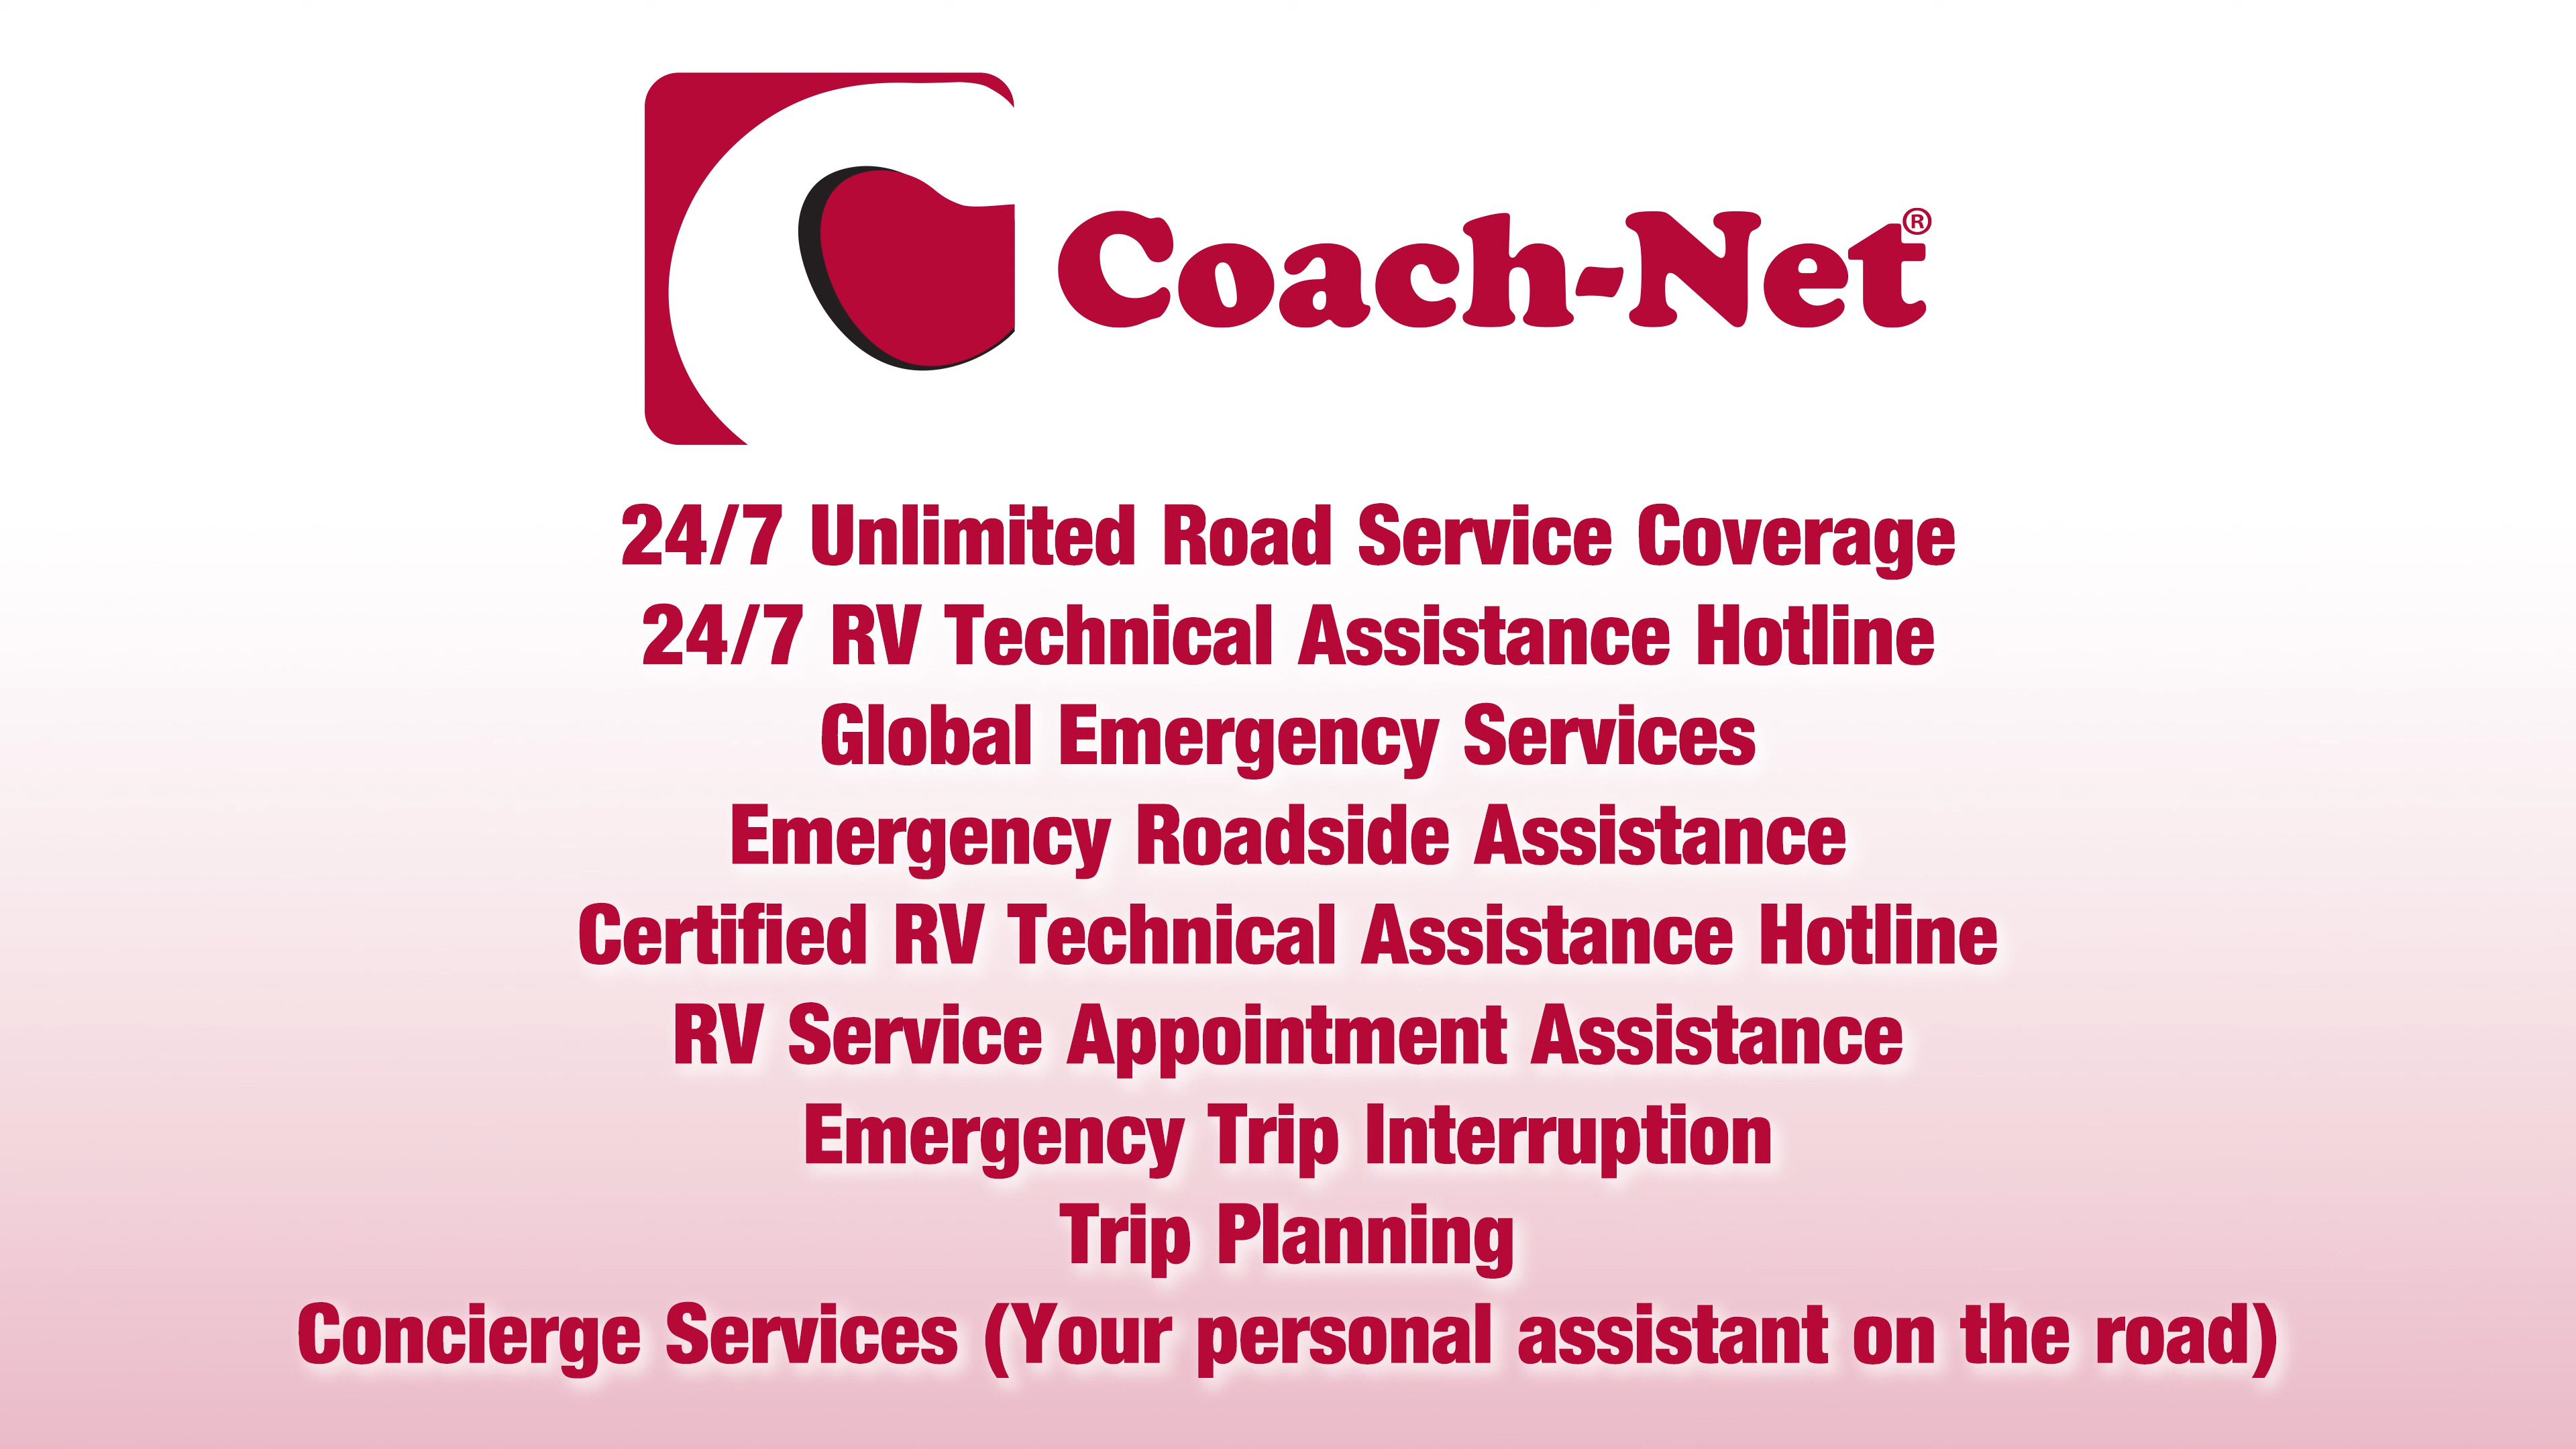 Coach-Net®
24/7 Unlimited Road Service Coverage
24/7 RV Technical Assistance Hotline
Global Emergency Services
Emergency Roadside Assistance
Certified RV Technical Assistance Hotline
RV Service Appointment Assistance
Emergency Trip Interruption
Trip Planning
Concierge Services (Your personal assistant on the road)